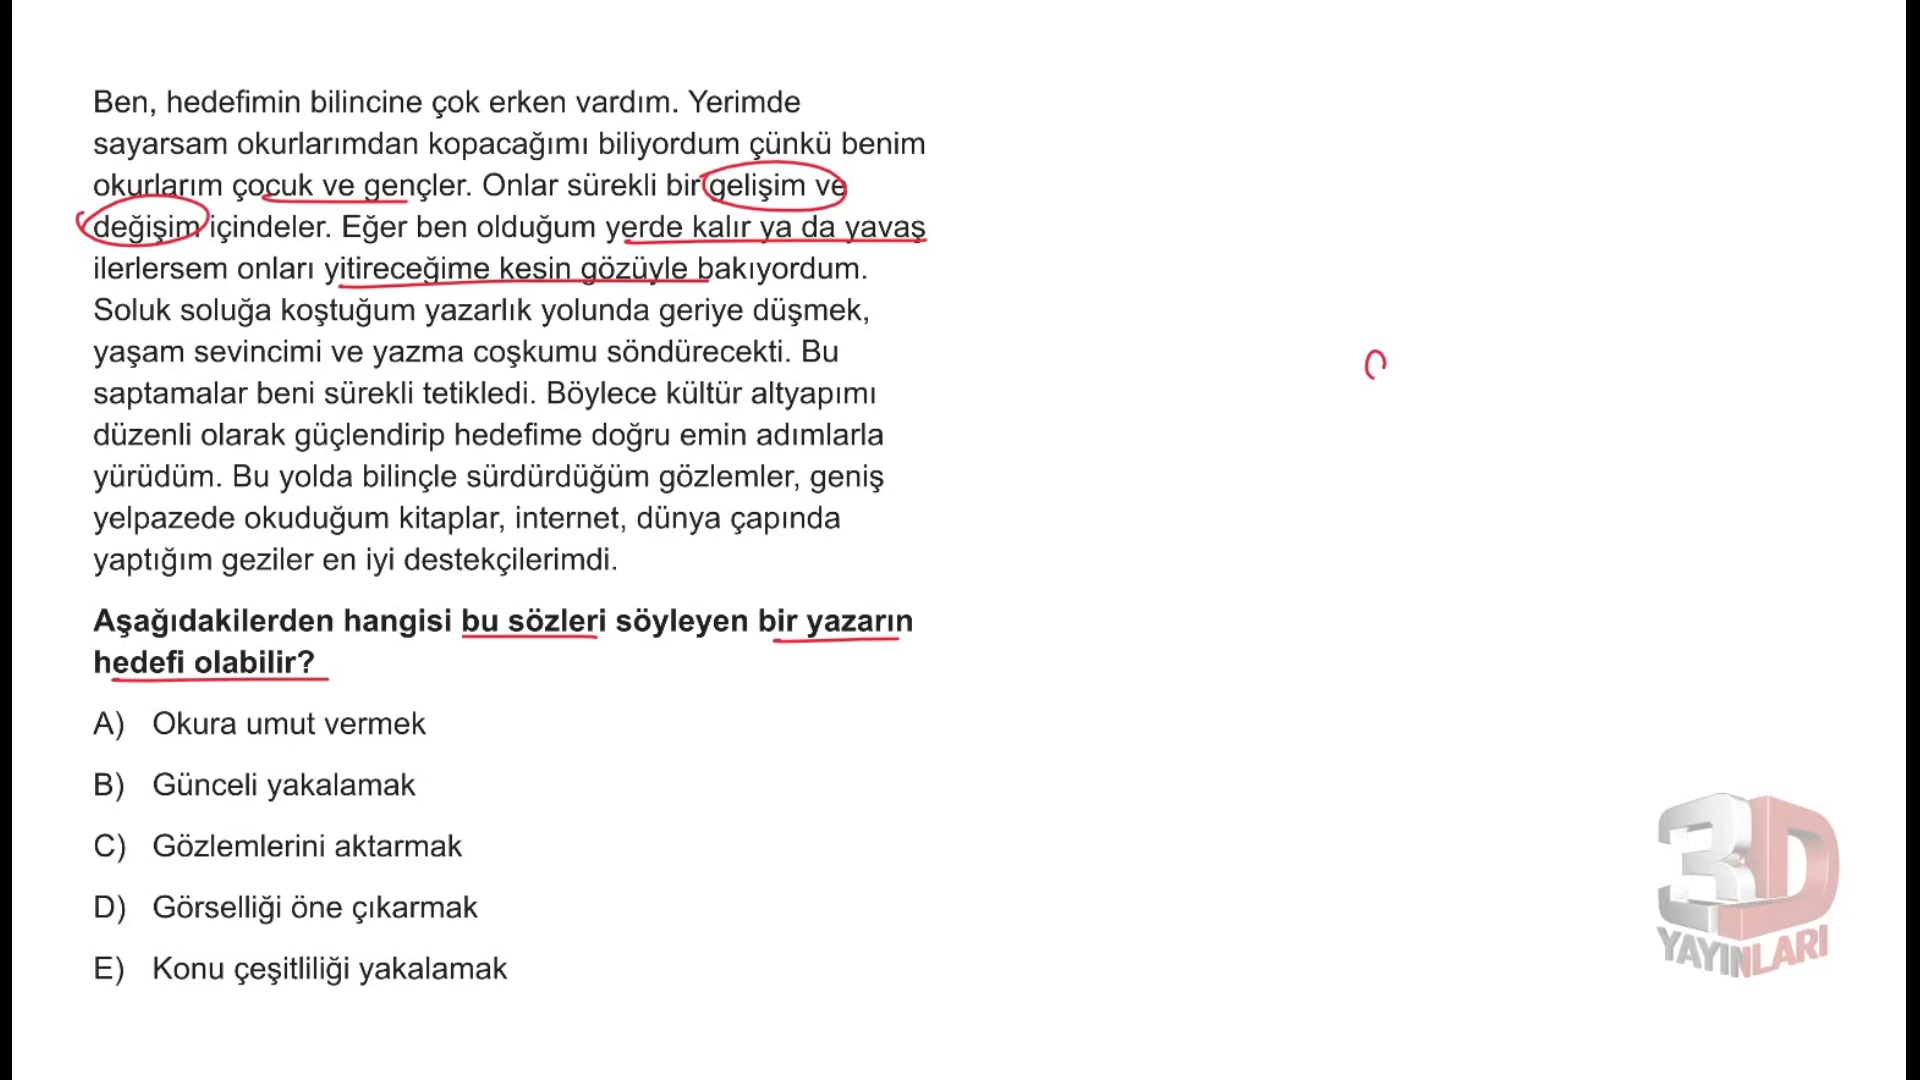 Ben, hedefimin bilincine çok erken vardım. Yerimde
sayarsam okurlarımdan kopacağımı biliyordum çünkü benim
okurlarım çocuk ve gençler. Onlar sürekli bir gelişim ve
değişim içindeler. Eğer ben olduğum yerde kalır ya da yavaş
ilerlersem onları yitireceğime kesin gözüyle bakıyordum.
Soluk soluğa koştuğum yazarlık yolunda geriye düşmek,
yaşam sevincimi ve yazma coşkumu söndürecekti. Bu
saptamalar beni sürekli tetikledi. Böylece kültür altyapımı
düzenli olarak güçlendirip hedefime doğru emin adımlarla
yürüdüm. Bu yolda bilinçle sürdürdüğüm gözlemler, geniş
yelpazede okuduğum kitaplar, internet, dünya çapında
yaptığım geziler en iyi destekçilerimdi.
Aşağıdakilerden hangisi bu sözleri söyleyen bir yazarın
hedefi olabilir?
A) Okura umut vermek
B) Günceli yakalamak
C) Gözlemlerini aktarmak
D) Görselliği öne çıkarmak
E) Konu çeşitliliği yakalamak
3D
YAYINLARI